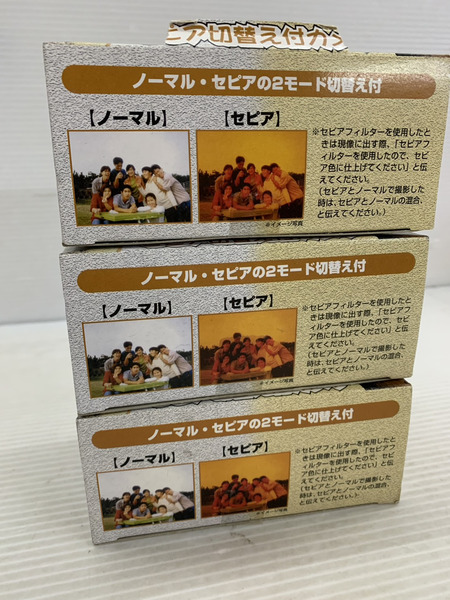 ピア切替え付カ
ノーマル・セピアの2モード切替え付
【ノーマル】 【セピア】
※セピアフィルターを使用したと
きは現像に出す際、「セピアフ
ィルターを使用したので、セピ
ア色に仕上げてください」と伝
えてください。
(セピアとノーマルで撮影した
時は、セピアとノーマルの混合、
と伝えてください。)
※イメージ写真
ノーマル・セピアの2モード切替え付
【ノーマル】 【セピア】
※セピアフィルターを使用したと
きは現像に出す際、「セピアフ
ィルターを使用したので、セピ
ア色に仕上げてください」と伝
えてください。
(セピアとノーマルで撮影した
時は、セピアとノーマルの混合、
と伝えてください。)
※イメージ写真
ノーマル・セピアの2モード切替え付
【ノーマル】 【セピア】
※セピアフィルターを使用したと
きは現像に出す際、「セピアフ
ィルターを使用したので、セピ
ア色に仕上げてください」と伝
えてください。
(セピアとノーマルで撮影した
時は、セピアとノーマルの混合、
と伝えてください。)
※イメージ写真